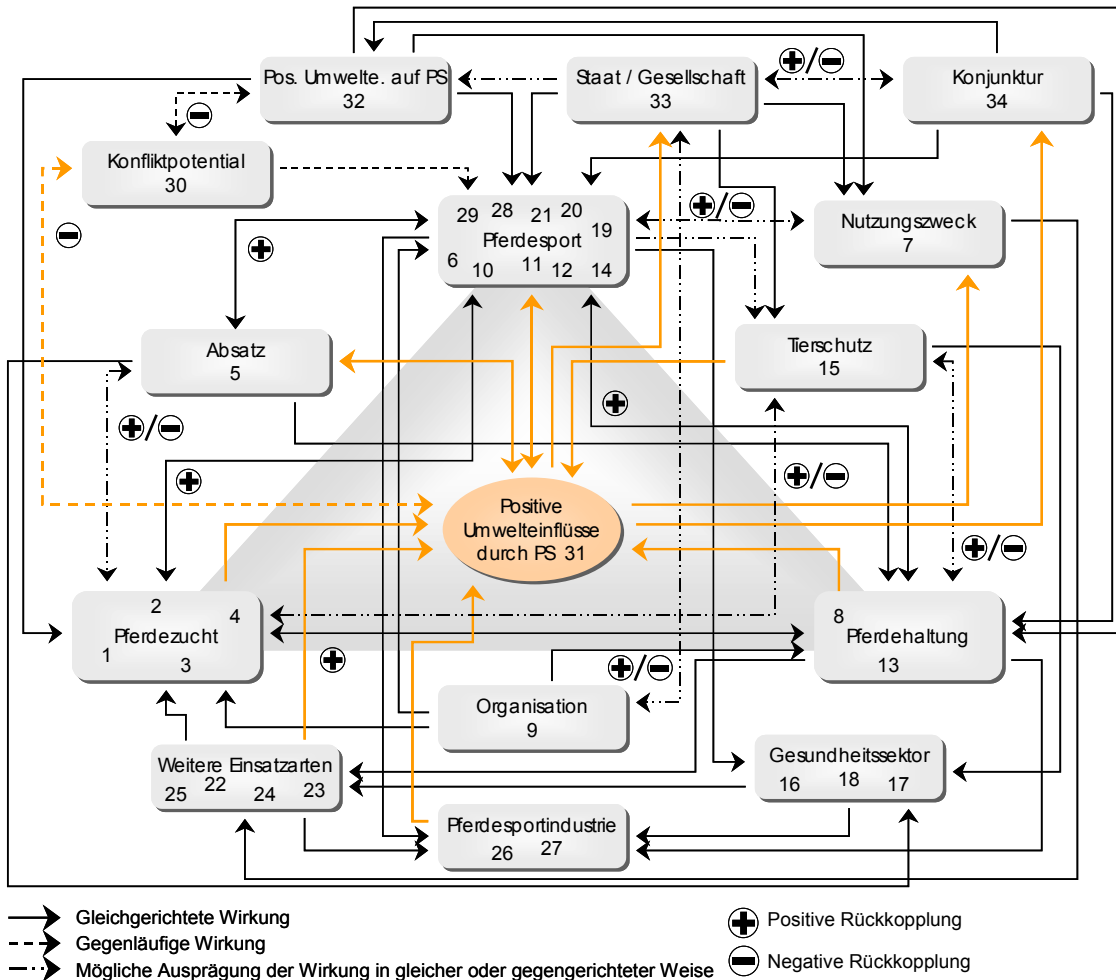 Pos. Umwelte. auf PS
32
Staat / Gesellschaft
33
+/−
Konjunktur
34
−
Konfliktpotential
30
−
29 28 21 20 19
Pferdesport
6 10 11 12 14
+/−
Nutzungszweck
7
+
Absatz
5
Tierschutz
15
+/−
+
+
+/−
Positive
Umwelteinflüsse
durch PS 31
+/−
2 4
Pferdezucht
1 3
8
Pferdehaltung
13
+
+/−
Organisation
9
Weitere Einsatzarten
25 22 24 23
Gesundheitssektor
16 18 17
Pferdesportindustrie
26 27
Gleichgerichtete Wirkung
Gegenläufige Wirkung
Mögliche Ausprägung der Wirkung in gleicher oder gegengerichteter Weise
+ Positive Rückkopplung
− Negative Rückkopplung